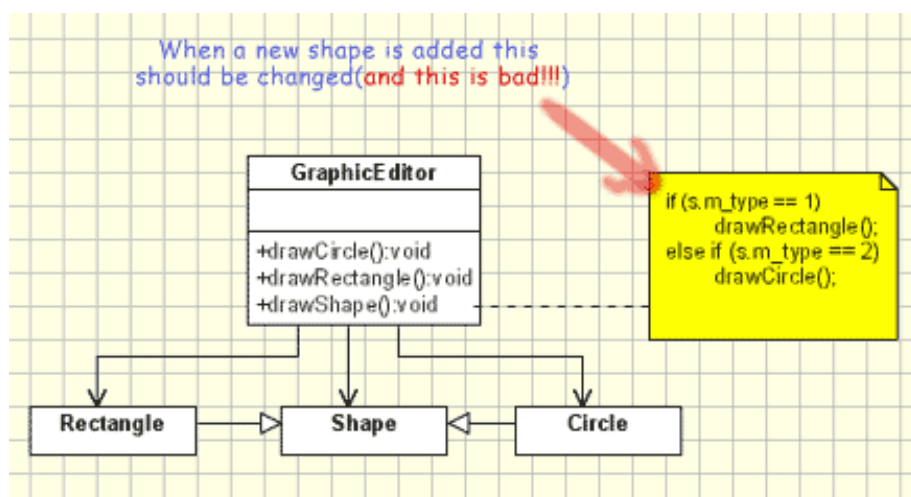 When a new shape is added this
should be changed(and this is bad!!!)
GraphicEditor
+drawCircle():void
+drawRectangle():void
+drawShape():void
if (s.m_type == 1)
drawRectangle();
else if (s.m_type == 2)
drawCircle();
Rectangle
Shape
Circle